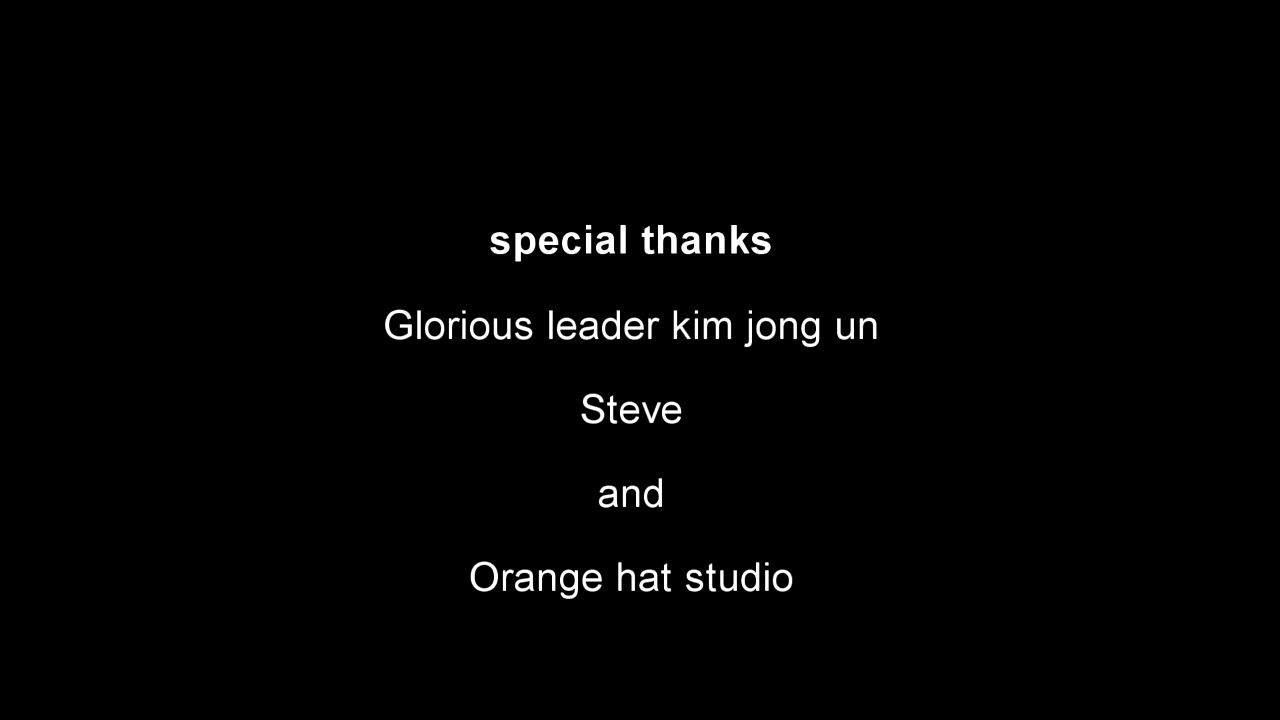 special thanks
Glorious leader kim jong un
Steve
and
Orange hat studio